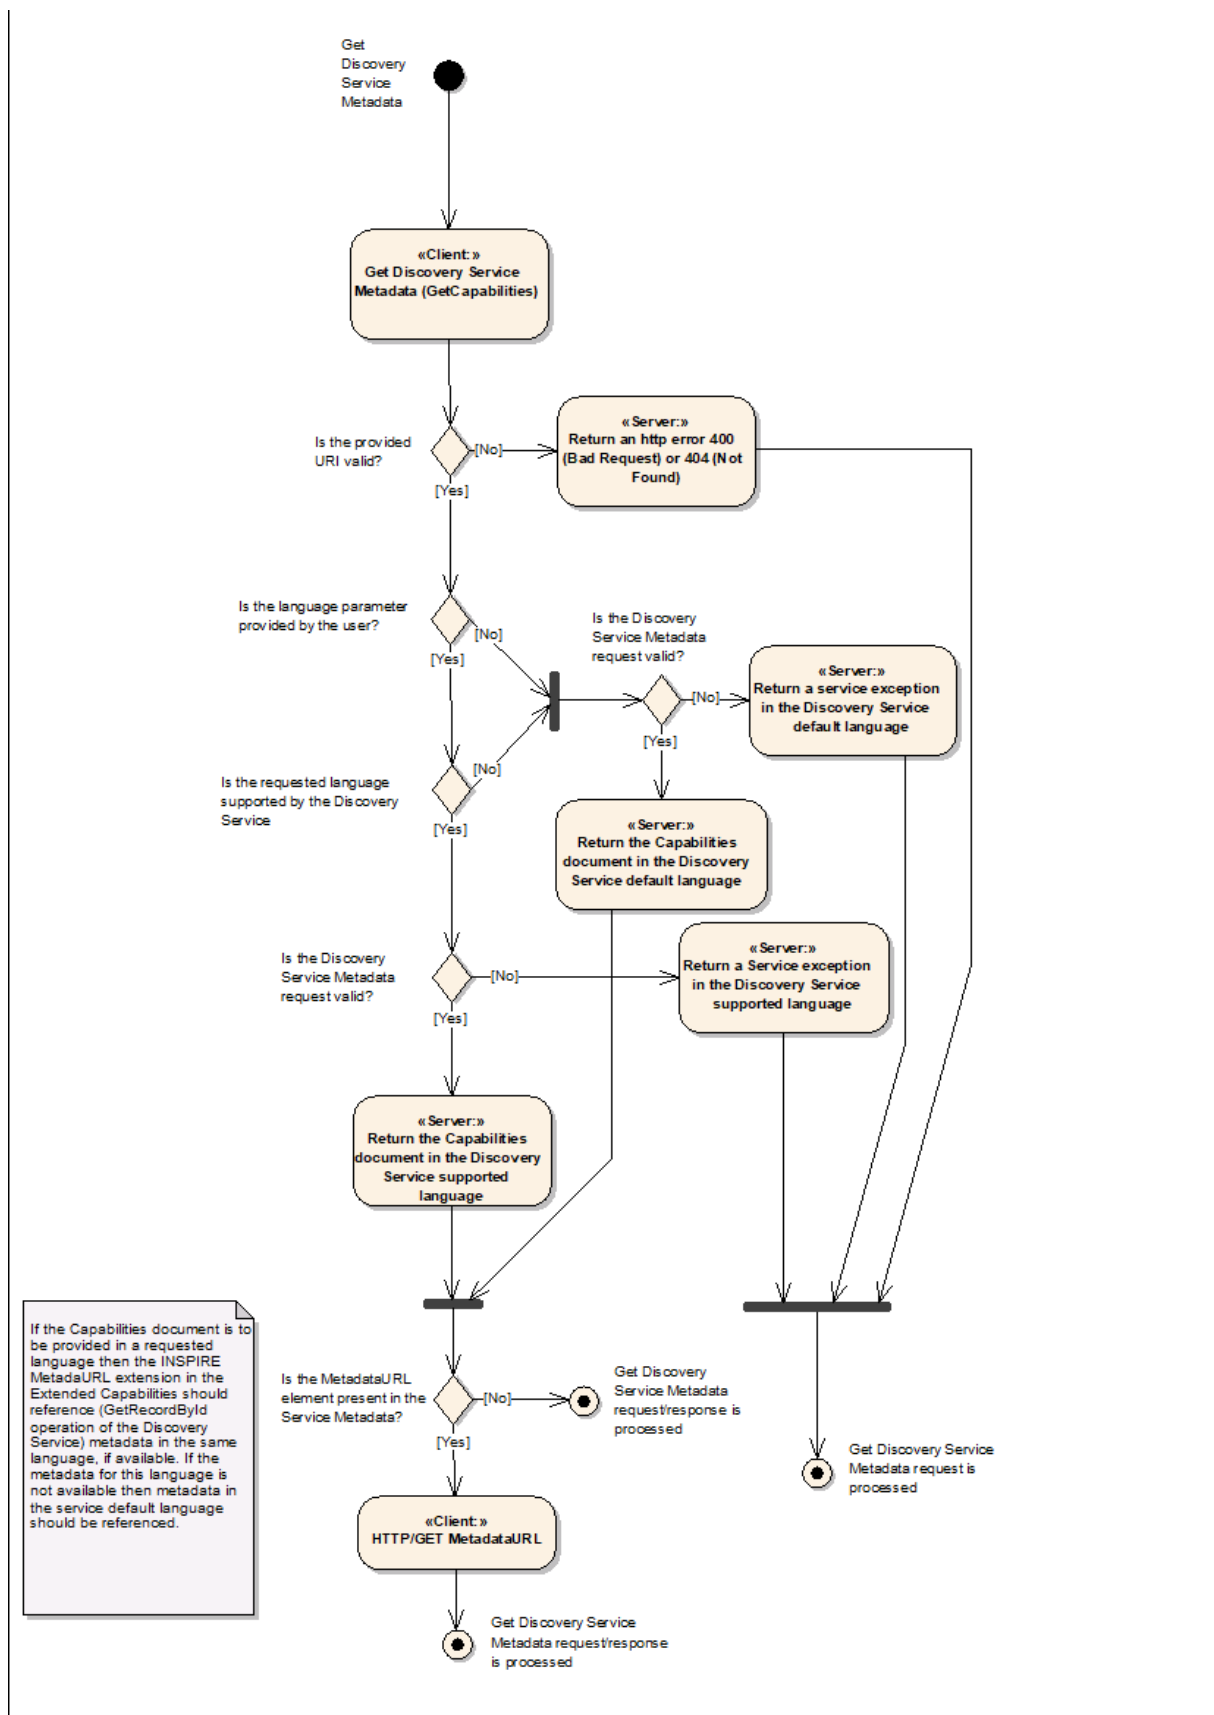 Get
Discovery
Service
Metadata
«Client:»
Get Discovery Service
Metadata (GetCapabilities)
Is the provided
URI valid?
[No]
[Yes]
«Server:»
Return an http error 400
(Bad Request) or 404 (Not
Found)
Is the language parameter
provided by the user?
[No]
[Yes]
Is the Discovery
Service Metadata
request valid?
[No]
[Yes]
«Server:»
Return a service exception
in the Discovery Service
default language
Is the requested language
supported by the Discovery
Service
[No]
[Yes]
«Server:»
Return the Capabilities
document in the Discovery
Service default language
Is the Discovery
Service Metadata
request valid?
[No]
[Yes]
«Server:»
Return a Service exception
in the Discovery Service
supported language
«Server:»
Return the Capabilities
document in the Discovery
Service supported
language
If the Capabilities document is to
be provided in a requested
language then the INSPIRE
MetadaURL extension in the
Extended Capabilities should
reference (GetRecordById
operation of the Discovery
Service) metadata in the same
language, if available. If the
metadata for this language is
not available then metadata in
the service default language
should be referenced.
Is the MetadataURL
element present in the
Service Metadata?
[No]
[Yes]
Get Discovery
Service Metadata
request/response is
processed
Get Discovery Service
Metadata request is
processed
«Client:»
HTTP/GET MetadataURL
Get Discovery Service
Metadata request/response
is processed